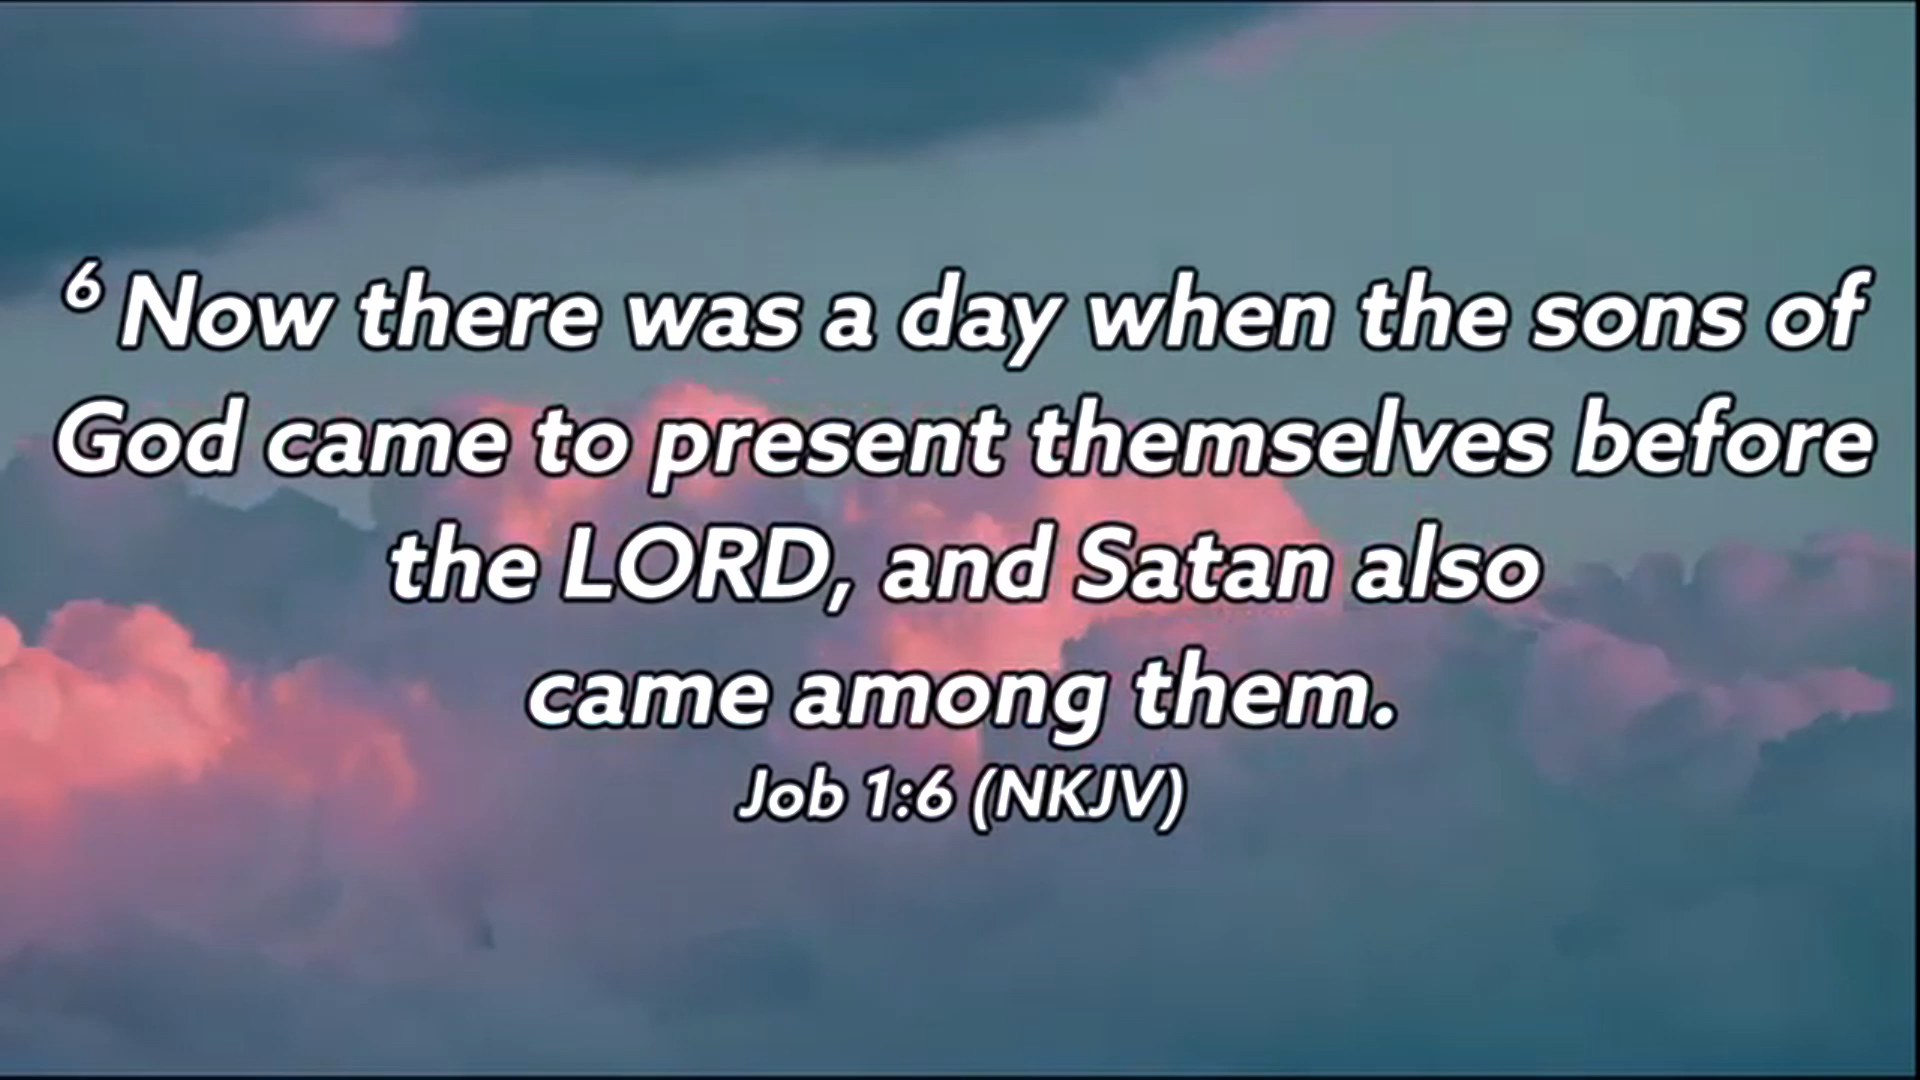 ⁶ Now there was a day when the sons of
God came to present themselves before
the LORD, and Satan also
came among them.
Job 1:6 (NKJV)